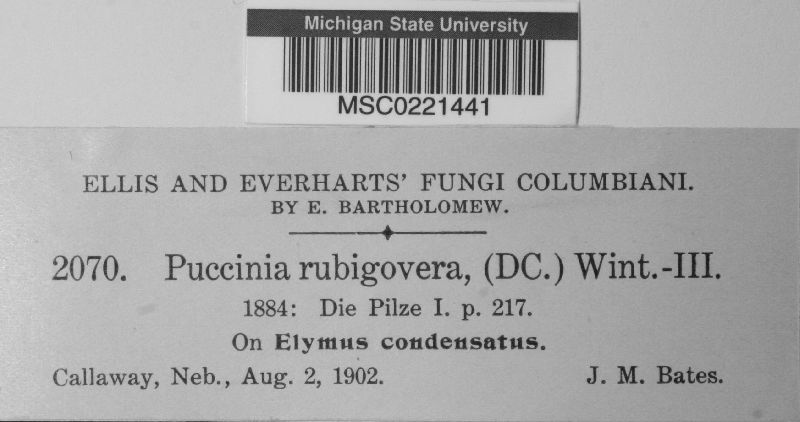 Michigan State University
MSC0221441
ELLIS AND EVERHARTS' FUNGI COLUMBIANI.
BY E. BARTHOLOMEW.
2070. Puccinia rubigovera, (DC.) Wint.-III.
1884: Die Pilze I. p. 217.
On Elymus condensatus.
Callaway, Neb., Aug. 2, 1902. J. M. Bates.